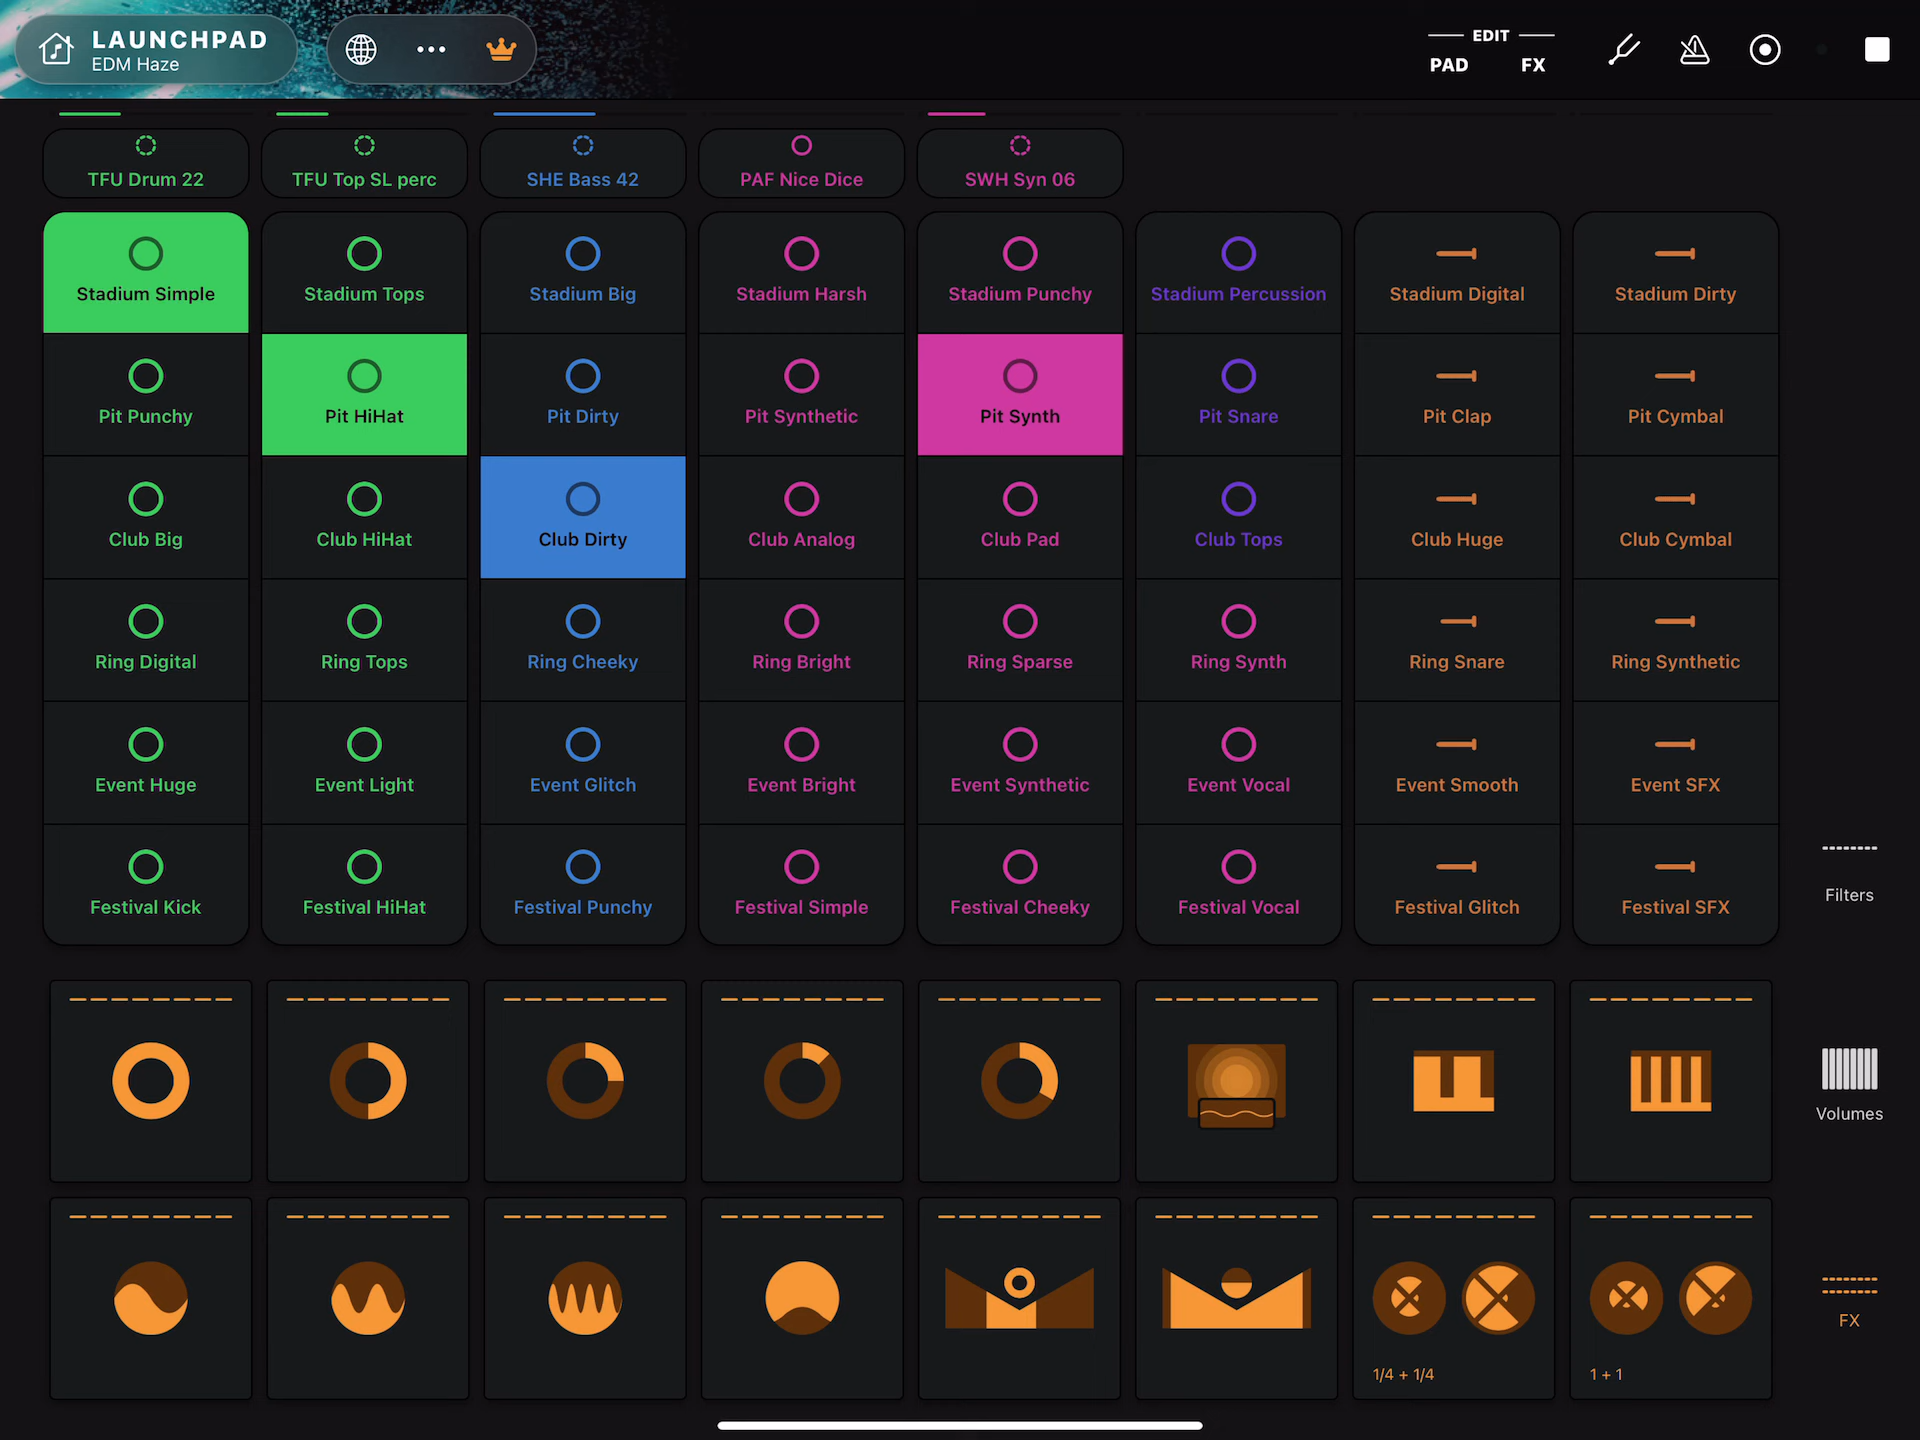 LAUNCHPAD
EDM Haze
EDIT
PAD FX
TFU Drum 22
TFU Top SL perc
SHE Bass 42
PAF Nice Dice
SWH Syn 06
Stadium Simple
Stadium Tops
Stadium Big
Stadium Harsh
Stadium Punchy
Stadium Percussion
Stadium Digital
Stadium Dirty
Pit Punchy
Pit HiHat
Pit Dirty
Pit Synthetic
Pit Synth
Pit Snare
Pit Clap
Pit Cymbal
Club Big
Club HiHat
Club Dirty
Club Analog
Club Pad
Club Tops
Club Huge
Club Cymbal
Ring Digital
Ring Tops
Ring Cheeky
Ring Bright
Ring Sparse
Ring Synth
Ring Snare
Ring Synthetic
Event Huge
Event Light
Event Glitch
Event Bright
Event Synthetic
Event Vocal
Event Smooth
Event SFX
Festival Kick
Festival HiHat
Festival Punchy
Festival Simple
Festival Cheeky
Festival Vocal
Festival Glitch
Festival SFX
Filters
Volumes
FX
1/4 + 1/4
1 + 1